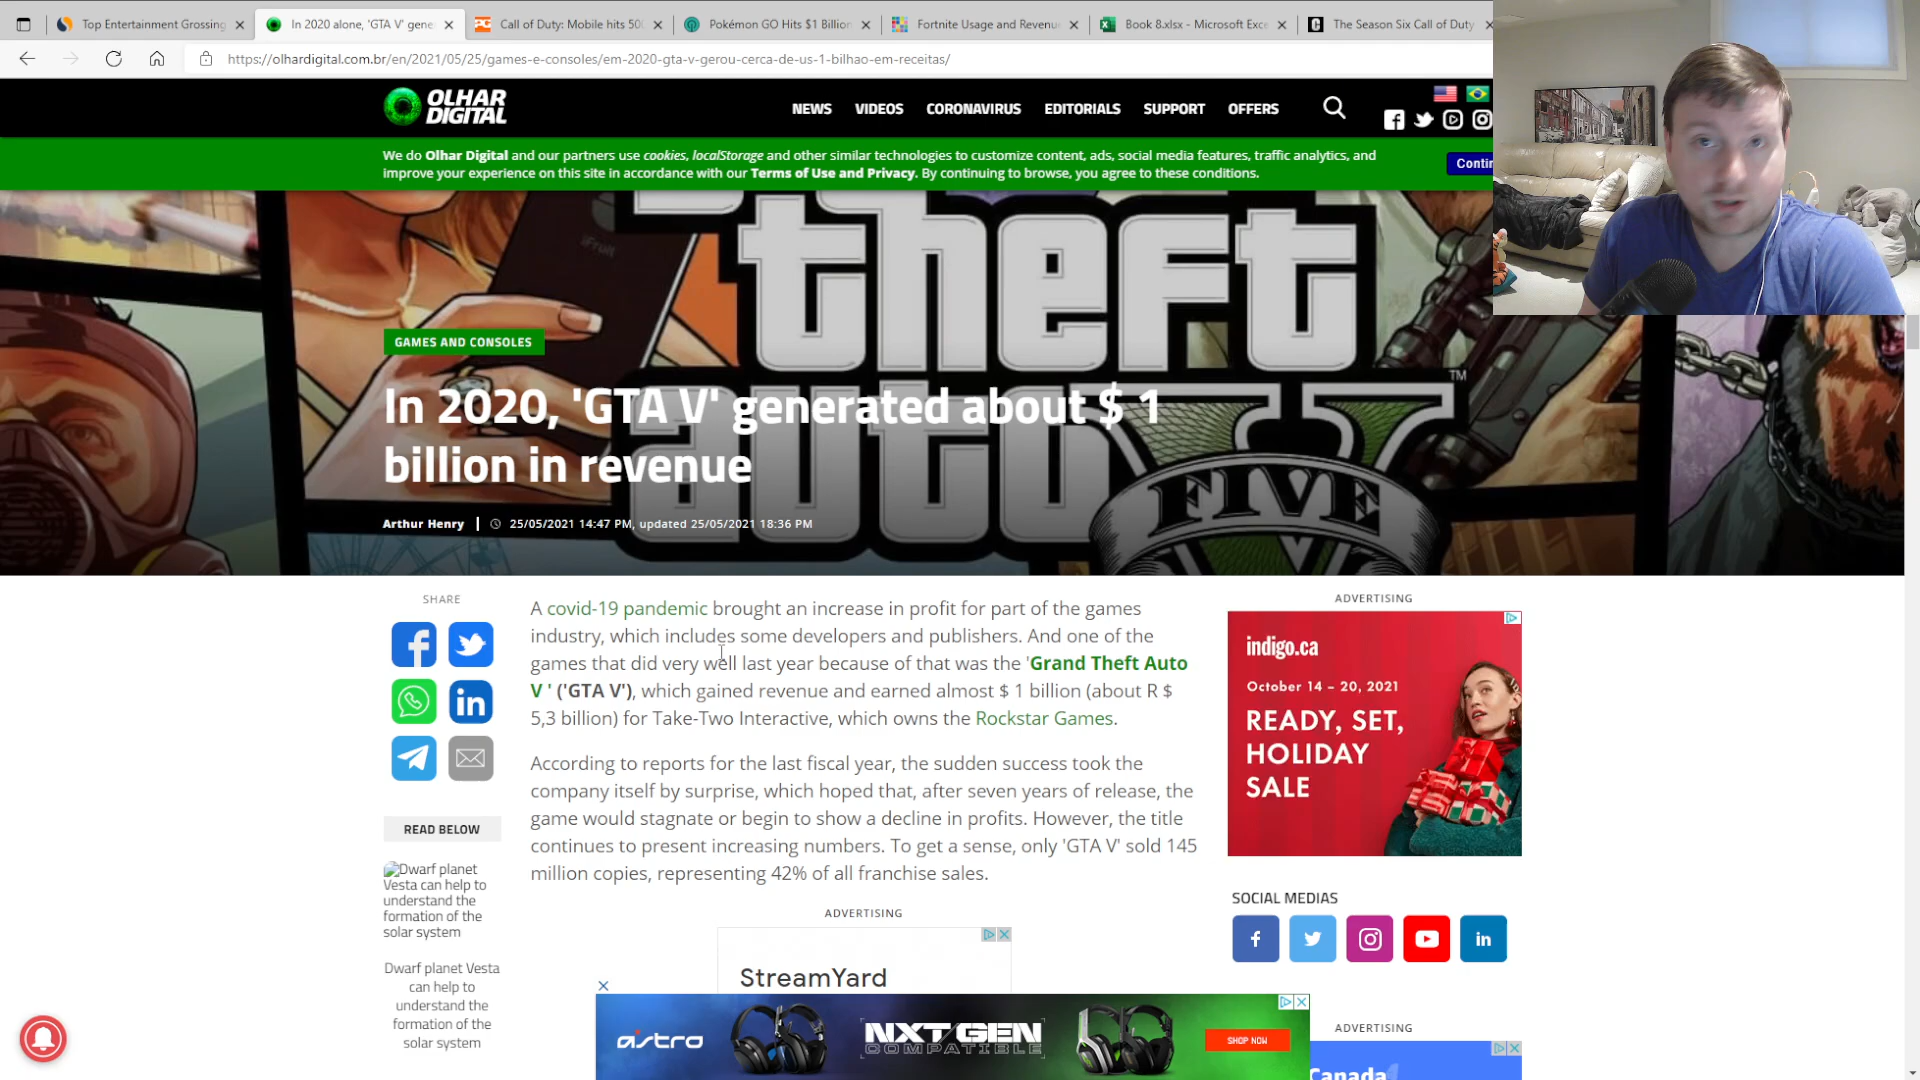 Top Entertainment Grossing
In 2020 alone, 'GTA V' gene
Call of Duty: Mobile hits 50
Pokémon GO Hits $1 Billion
Fortnite Usage and Revenu
Book 8.xlsx - Microsoft Exce
The Season Six Call of Duty
https://olhardigital.com.br/en/2021/05/25/games-e-consoles/em-2020-gta-v-gerou-cerca-de-us-1-bilhao-em-receitas/
OLHAR
DIGITAL
NEWS
VIDEOS
CORONAVIRUS
EDITORIALS
SUPPORT
OFFERS
We do Olhar Digital and our partners use cookies, localStorage and other similar technologies to customize content, ads, social media features, traffic analytics, and
improve your experience on this site in accordance with our Terms of Use and Privacy. By continuing to browse, you agree to these conditions.
Contin
iFruit
theft
auto
V
TM
FIVE
GAMES AND CONSOLES
In 2020, 'GTA V' generated about $ 1
billion in revenue
Arthur Henry | 25/05/2021 14:47 PM, updated 25/05/2021 18:36 PM
SHARE
A covid-19 pandemic brought an increase in profit for part of the games
industry, which includes some developers and publishers. And one of the
games that did very well last year because of that was the 'Grand Theft Auto
V ' ('GTA V'), which gained revenue and earned almost $ 1 billion (about R $
5,3 billion) for Take-Two Interactive, which owns the Rockstar Games.
According to reports for the last fiscal year, the sudden success took the
company itself by surprise, which hoped that, after seven years of release, the
game would stagnate or begin to show a decline in profits. However, the title
continues to present increasing numbers. To get a sense, only 'GTA V' sold 145
million copies, representing 42% of all franchise sales.
READ BELOW
Dwarf planet
Vesta can help to
understand the
formation of the
solar system
Dwarf planet Vesta
can help to
understand the
formation of the
solar system
ADVERTISING
StreamYard
astro
NXT GEN
COMPATIBLE
SHOP NOW
ADVERTISING
indigo.ca
October 14 – 20, 2021
READY, SET,
HOLIDAY
SALE
SOCIAL MEDIAS
ADVERTISING
Canada